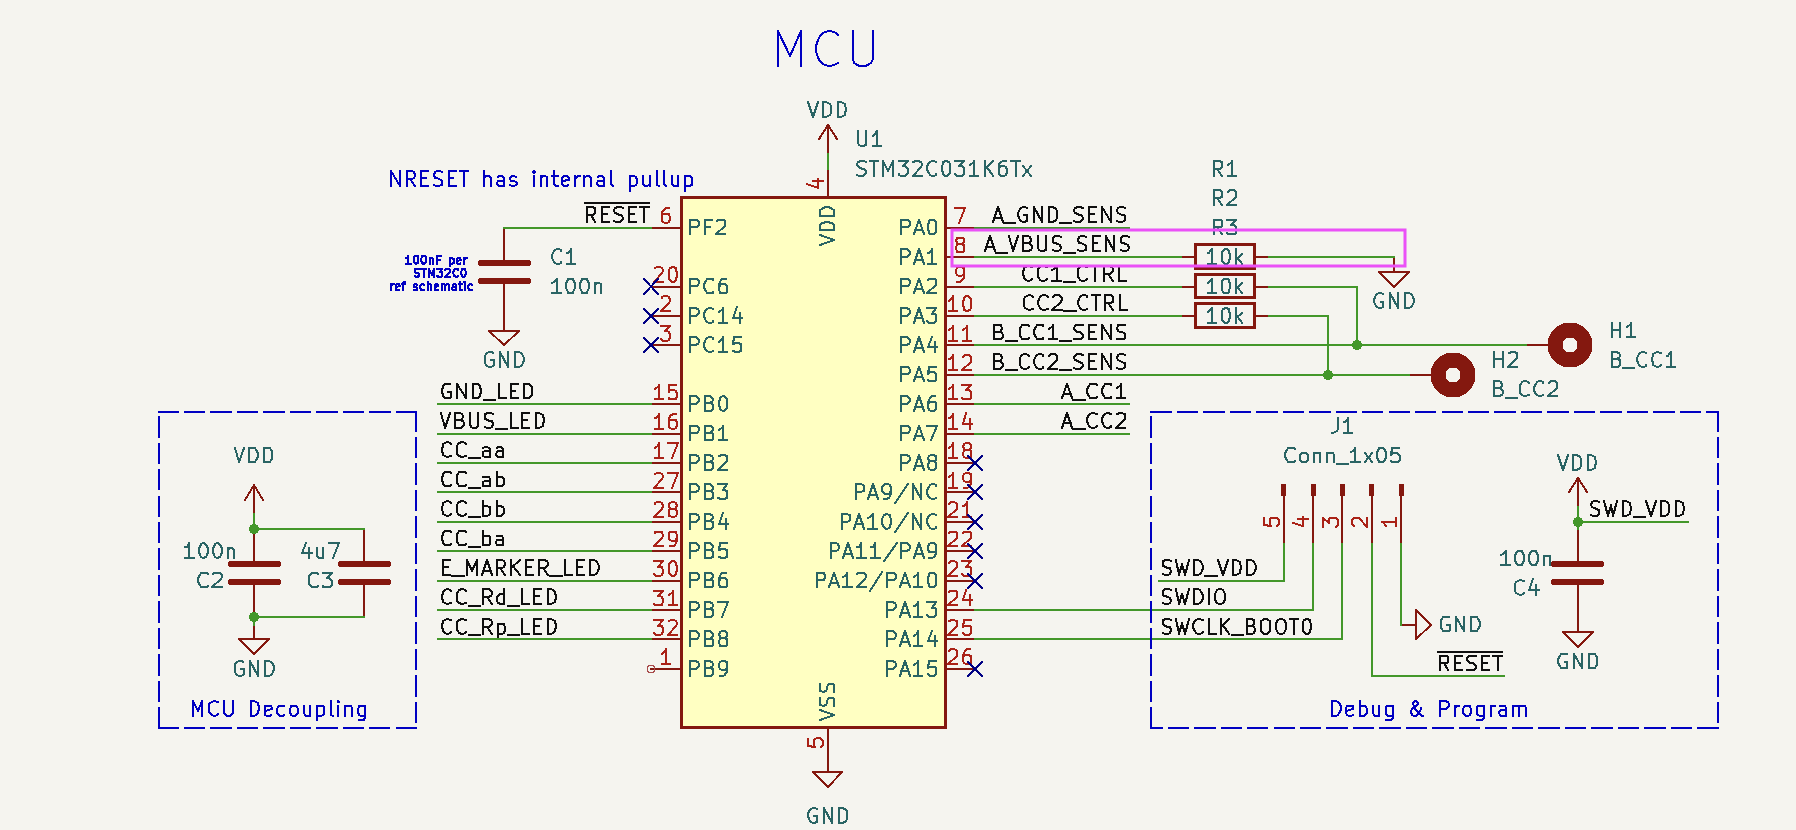 MCU
VDD
U1
STM32C031K6Tx
NRESET has internal pullup
RESET
6
PF2
4
VDD
100nF per
STM32C0
ref schematic
C1
100n
GND
20
PC6
2
PC14
3
PC15
GND_LED
15
PB0
VBUS_LED
16
PB1
CC_aa
17
PB2
CC_ab
27
PB3
CC_bb
28
PB4
CC_ba
29
PB5
E_MARKER_LED
30
PB6
CC_Rd_LED
31
PB7
CC_Rp_LED
32
PB8
1
PB9
VSS
5
GND
R1
R2
R3
PA0
7
A_GND_SENS
PA1
8
A_VBUS_SENS
10k
GND
PA2
9
CC1_CTRL
10k
PA3
10
CC2_CTRL
10k
PA4
11
B_CC1_SENS
H1
B_CC1
PA5
12
B_CC2_SENS
H2
B_CC2
PA6
13
A_CC1
PA7
14
A_CC2
PA8
18
PA9/NC
19
PA10/NC
21
PA11/PA9
22
PA12/PA10
23
PA13
24
PA14
25
PA15
26
VDD
100n
C2
4u7
C3
GND
MCU Decoupling
J1
Conn_1x05
5
4
3
2
1
SWD_VDD
SWDIO
SWCLK_BOOT0
GND
RESET
VDD
SWD_VDD
100n
C4
GND
Debug & Program